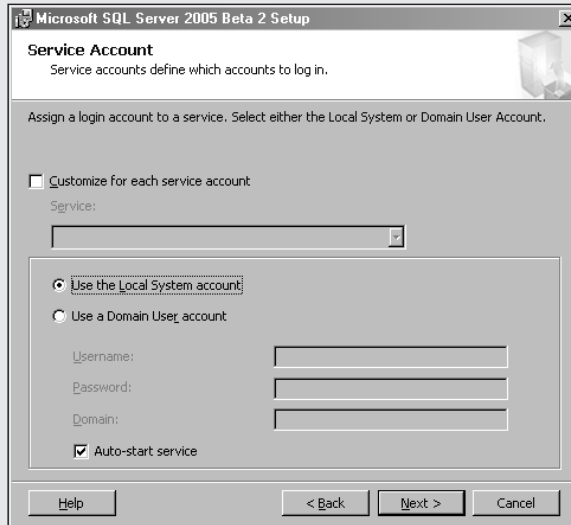 Microsoft SQL Server 2005 Beta 2 Setup
Service Account
Service accounts define which accounts to log in.
Assign a login account to a service. Select either the Local System or Domain User Account.
Customize for each service account
Service:
Use the Local System account
Use a Domain User account
Username:
Password:
Domain:
Auto-start service
Help
< Back
Next >
Cancel